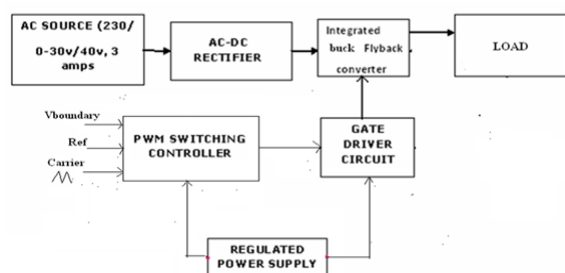 AC SOURCE (230/
0-30v/40v, 3
amps
AC-DC
RECTIFIER
Integrated
buck Flyback
converter
LOAD
Vboundary
Ref
Carrier
PWM SWITCHING
CONTROLLER
GATE
DRIVER
CIRCUIT
REGULATED
POWER SUPPLY